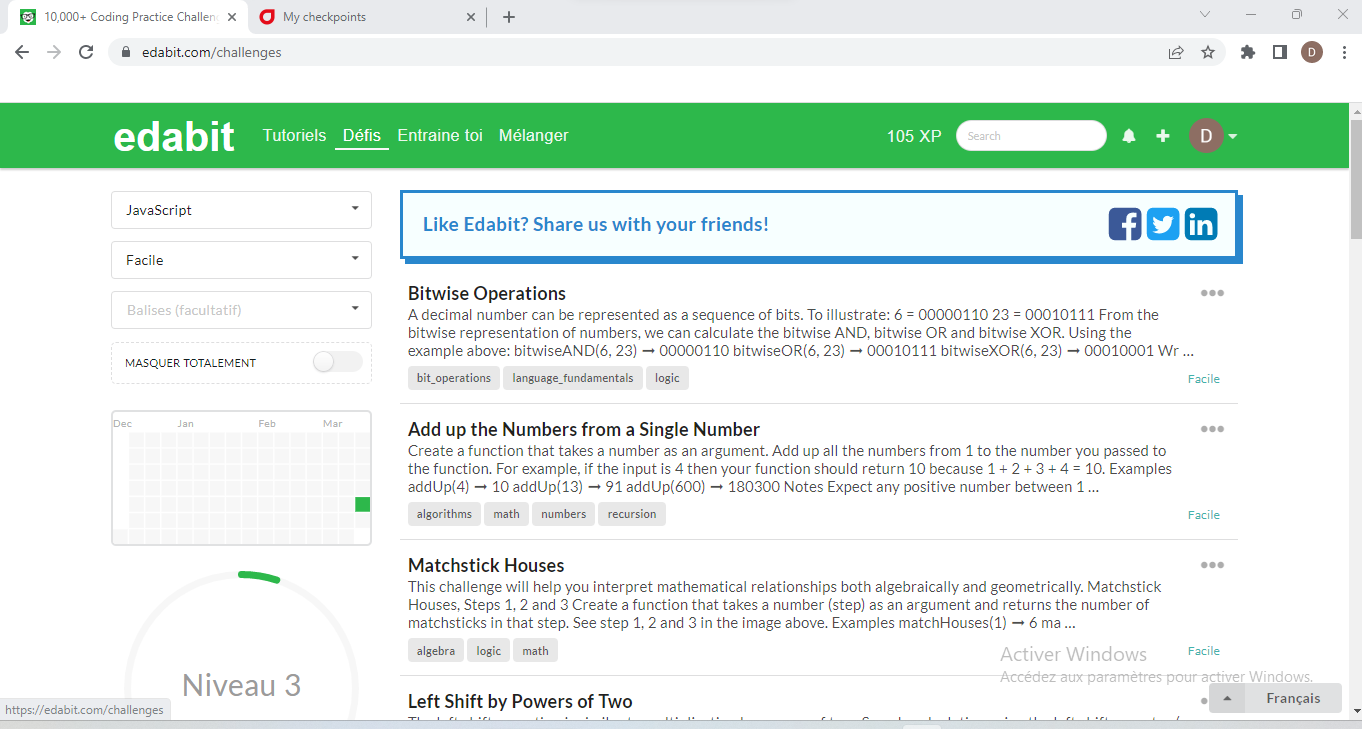 10,000+ Coding Practice Challen
My checkpoints
edabit.com/challenges
D
edabit
Tutoriels Défis Entraine toi Mélanger
105 XP
Search
D
JavaScript
Facile
Balises (facultatif)
MASQUER TOTALEMENT
Dec Jan Feb Mar
Niveau 3
Like Edabit? Share us with your friends!
Bitwise Operations
A decimal number can be represented as a sequence of bits. To illustrate: 6 = 00000110 23 = 00010111 From the
bitwise representation of numbers, we can calculate the bitwise AND, bitwise OR and bitwise XOR. Using the
example above: bitwiseAND(6, 23) ➞ 00000110 bitwiseOR(6, 23) ➞ 00010111 bitwiseXOR(6, 23) ➞ 00010001 Wr ...
bit_operations language_fundamentals logic
Facile
Add up the Numbers from a Single Number
Create a function that takes a number as an argument. Add up all the numbers from 1 to the number you passed to
the function. For example, if the input is 4 then your function should return 10 because 1 + 2 + 3 + 4 = 10. Examples
addUp(4) ➞ 10 addUp(13) ➞ 91 addUp(600) ➞ 180300 Notes Expect any positive number between 1 ...
algorithms math numbers recursion
Facile
Matchstick Houses
This challenge will help you interpret mathematical relationships both algebraically and geometrically. Matchstick
Houses, Steps 1, 2 and 3 Create a function that takes a number (step) as an argument and returns the number of
matchsticks in that step. See step 1, 2 and 3 in the image above. Examples matchHouses(1) ➞ 6 ma ...
algebra logic math
Facile
Left Shift by Powers of Two
Activer Windows
Accédez aux paramètres pour activer Windows.
Français
https://edabit.com/challenges